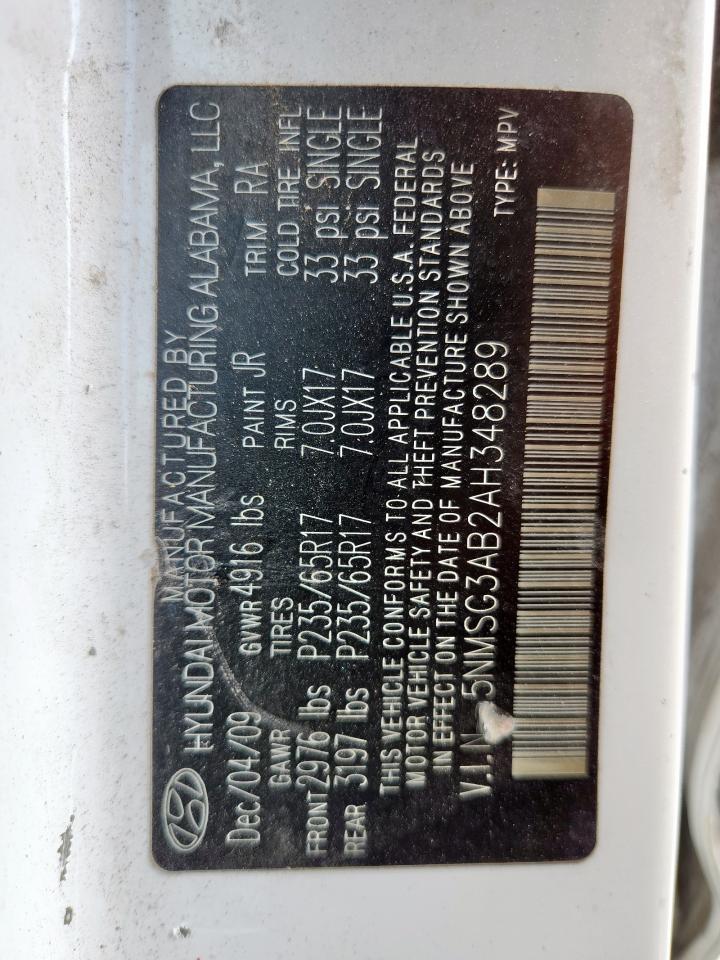 MANUFACTURED BY
HYUNDAI MOTOR MANUFACTURING ALABAMA, LLC
Dec/04/09 GVWR 4916 lbs PAINT JR TRIM RA
GAWR TIRES RIMS COLD TIRE INFL
FRONT 2976 lbs P235/65R17 7.0JX17 33 psi SINGLE
REAR 3197 lbs P235/65R17 7.0JX17 33 psi SINGLE
THIS VEHICLE CONFORMS TO ALL APPLICABLE U.S.A. FEDERAL
MOTOR VEHICLE SAFETY AND THEFT PREVENTION STANDARDS
IN EFFECT ON THE DATE OF MANUFACTURE SHOWN ABOVE
V.I.N 5NMSG3AB2AH348289 TYPE: MPV